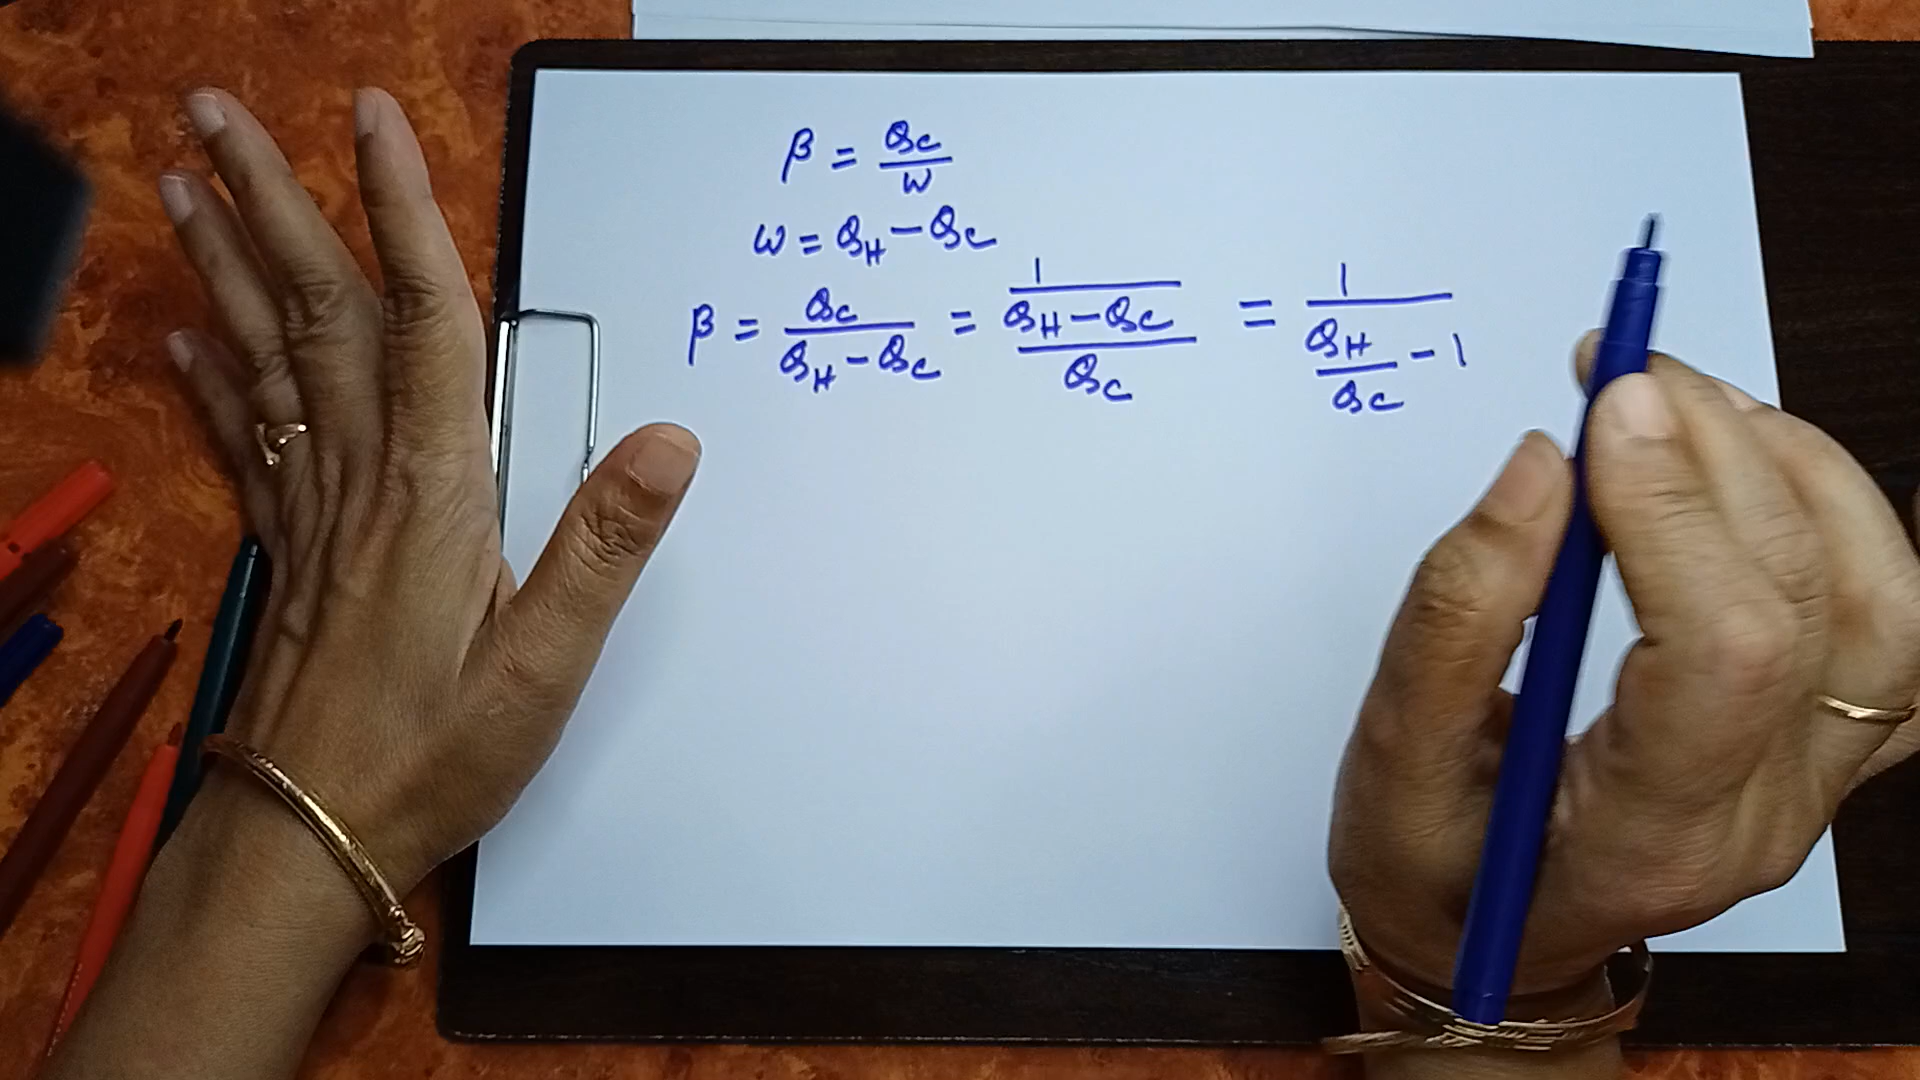 β = Qc/W
W = QH - Qc
β = Qc/(QH - Qc) = 1/((QH - Qc)/Qc) = 1/(QH/Qc - 1)